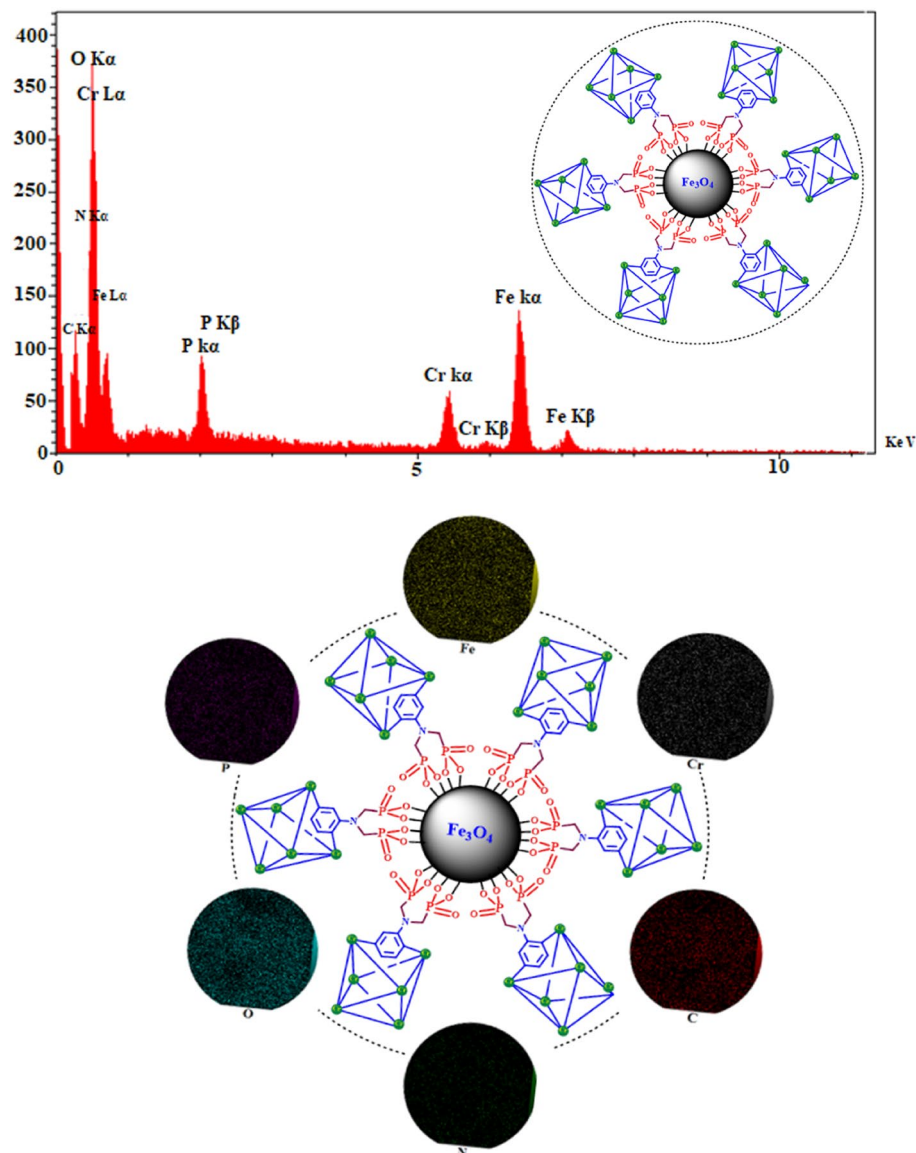 400
350
300
250
200
150
100
50
0
O Kα
Cr Lα
N Kα
Fe Lα
C Kα
P Kβ
P kα
Cr kα
Cr Kβ
Fe kα
Fe Kβ
0
5
10
Ke V
Fe₃O₄
Fe
P
Cr
Fe₃O₄
O
C
N